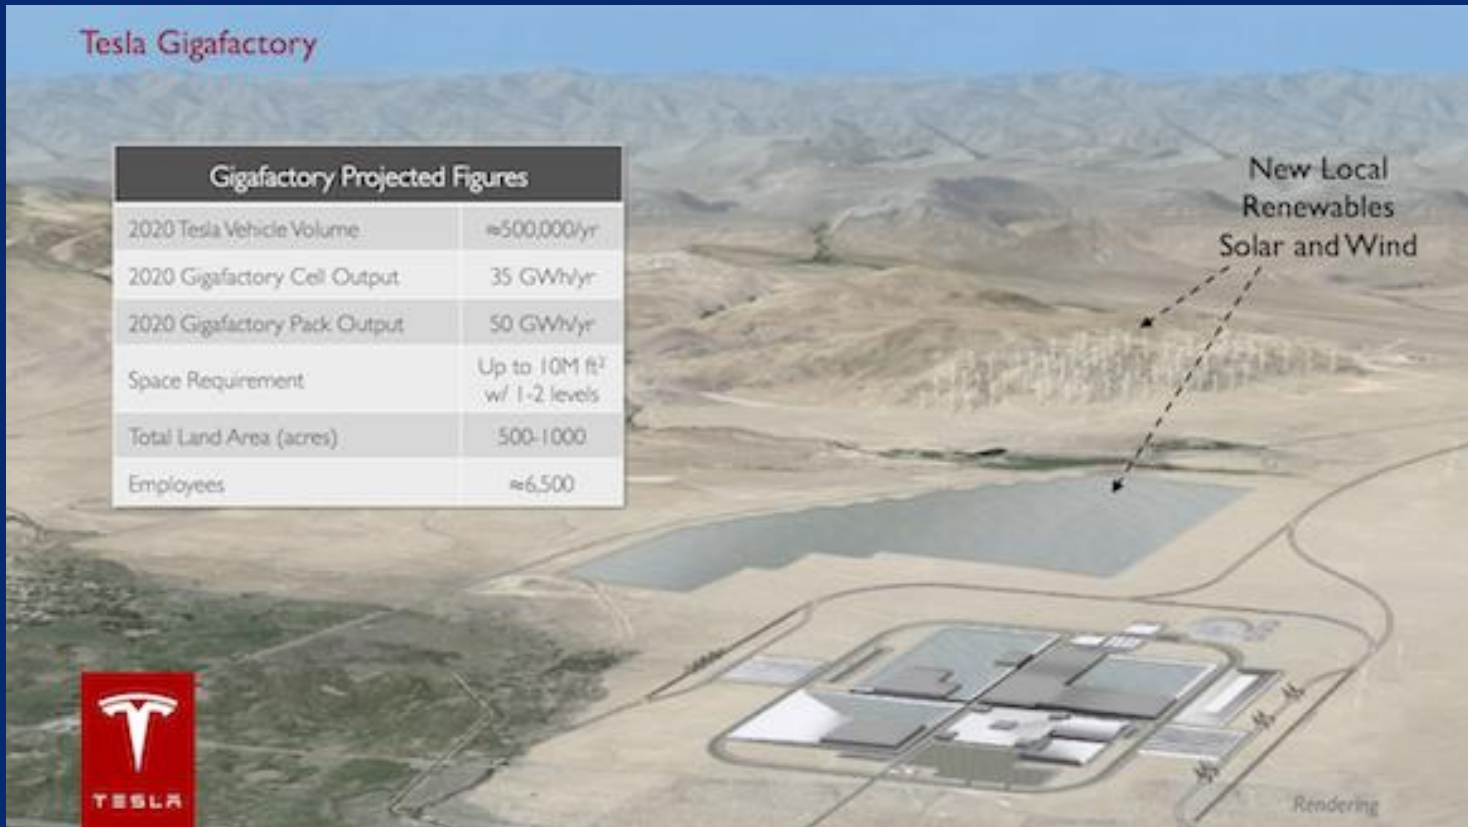 Tesla Gigafactory
Gigafactory Projected Figures
2020 Tesla Vehicle Volume ≈500,000/yr
2020 Gigafactory Cell Output 35 GWh/yr
2020 Gigafactory Pack Output 50 GWh/yr
Space Requirement Up to 10M ft²
w/ 1-2 levels
Total Land Area (acres) 500-1000
Employees ≈6,500
New Local
Renewables
Solar and Wind
TESLA
Rendering